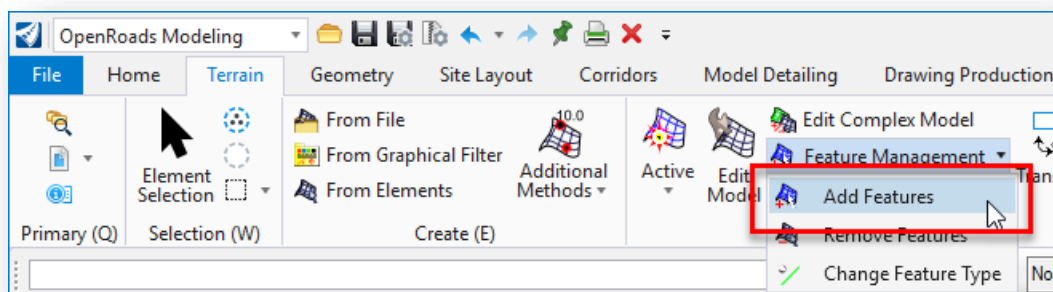 OpenRoads Modeling
File Home Terrain Geometry Site Layout Corridors Model Detailing Drawing Production
From File
From Graphical Filter
From Elements
Element
Selection
10.0
Additional
Methods
Active
Edit
Model
Edit Complex Model
Feature Management
Add Features
Remove Features
Change Feature Type
Primary (Q) Selection (W) Create (E)